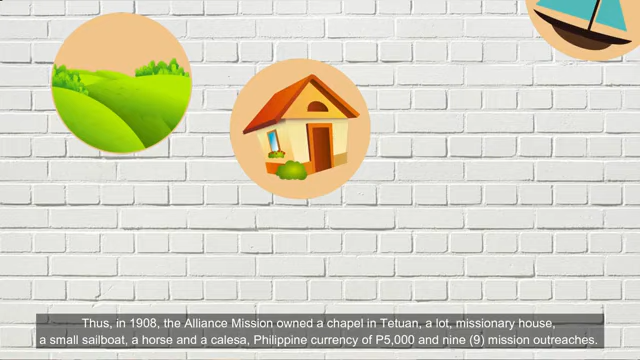 Thus, in 1908, the Alliance Mission owned a chapel in Tetuan, a lot, missionary house,
a small sailboat, a horse and a calesa, Philippine currency of P5,000 and nine (9) mission outreaches.